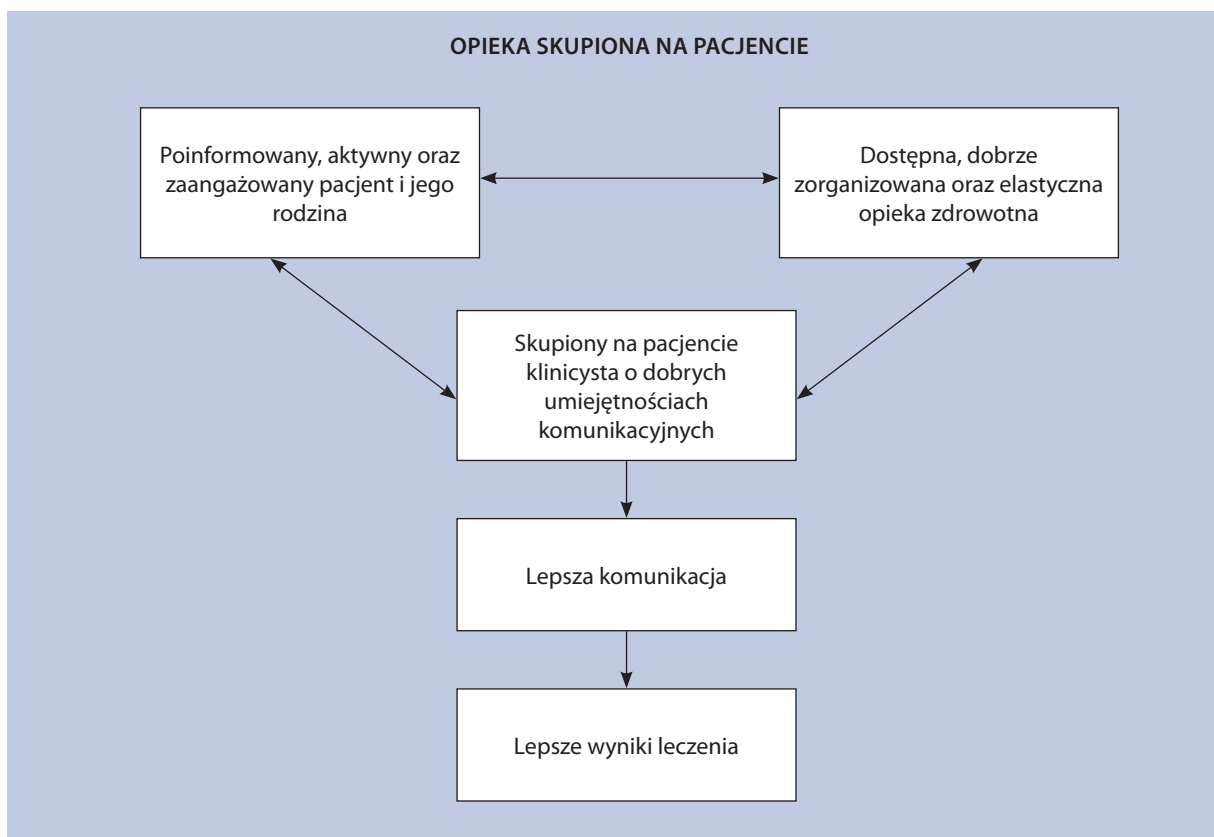 OPIEKA SKUPIONA NA PACJENCIE
Poinformowany, aktywny oraz
zaangażowany pacjent i jego
rodzina
Dostępna, dobrze
zorganizowana oraz elastyczna
opieka zdrowotna
Skupiony na pacjencie
klinicysta o dobrych
umiejętnościach
komunikacyjnych
Lepsza komunikacja
Lepsze wyniki leczenia